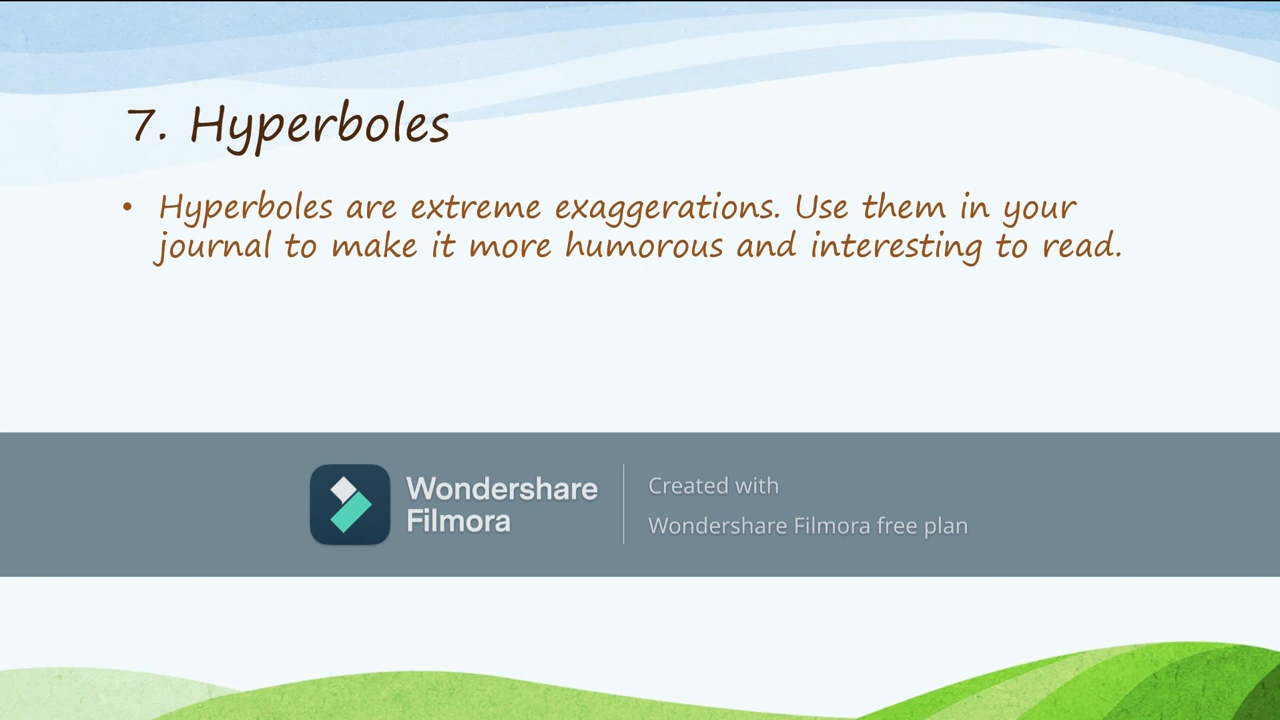 7. Hyperboles
• Hyperboles are extreme exaggerations. Use them in your
journal to make it more humorous and interesting to read.
Wondershare
Filmora
Created with
Wondershare Filmora free plan